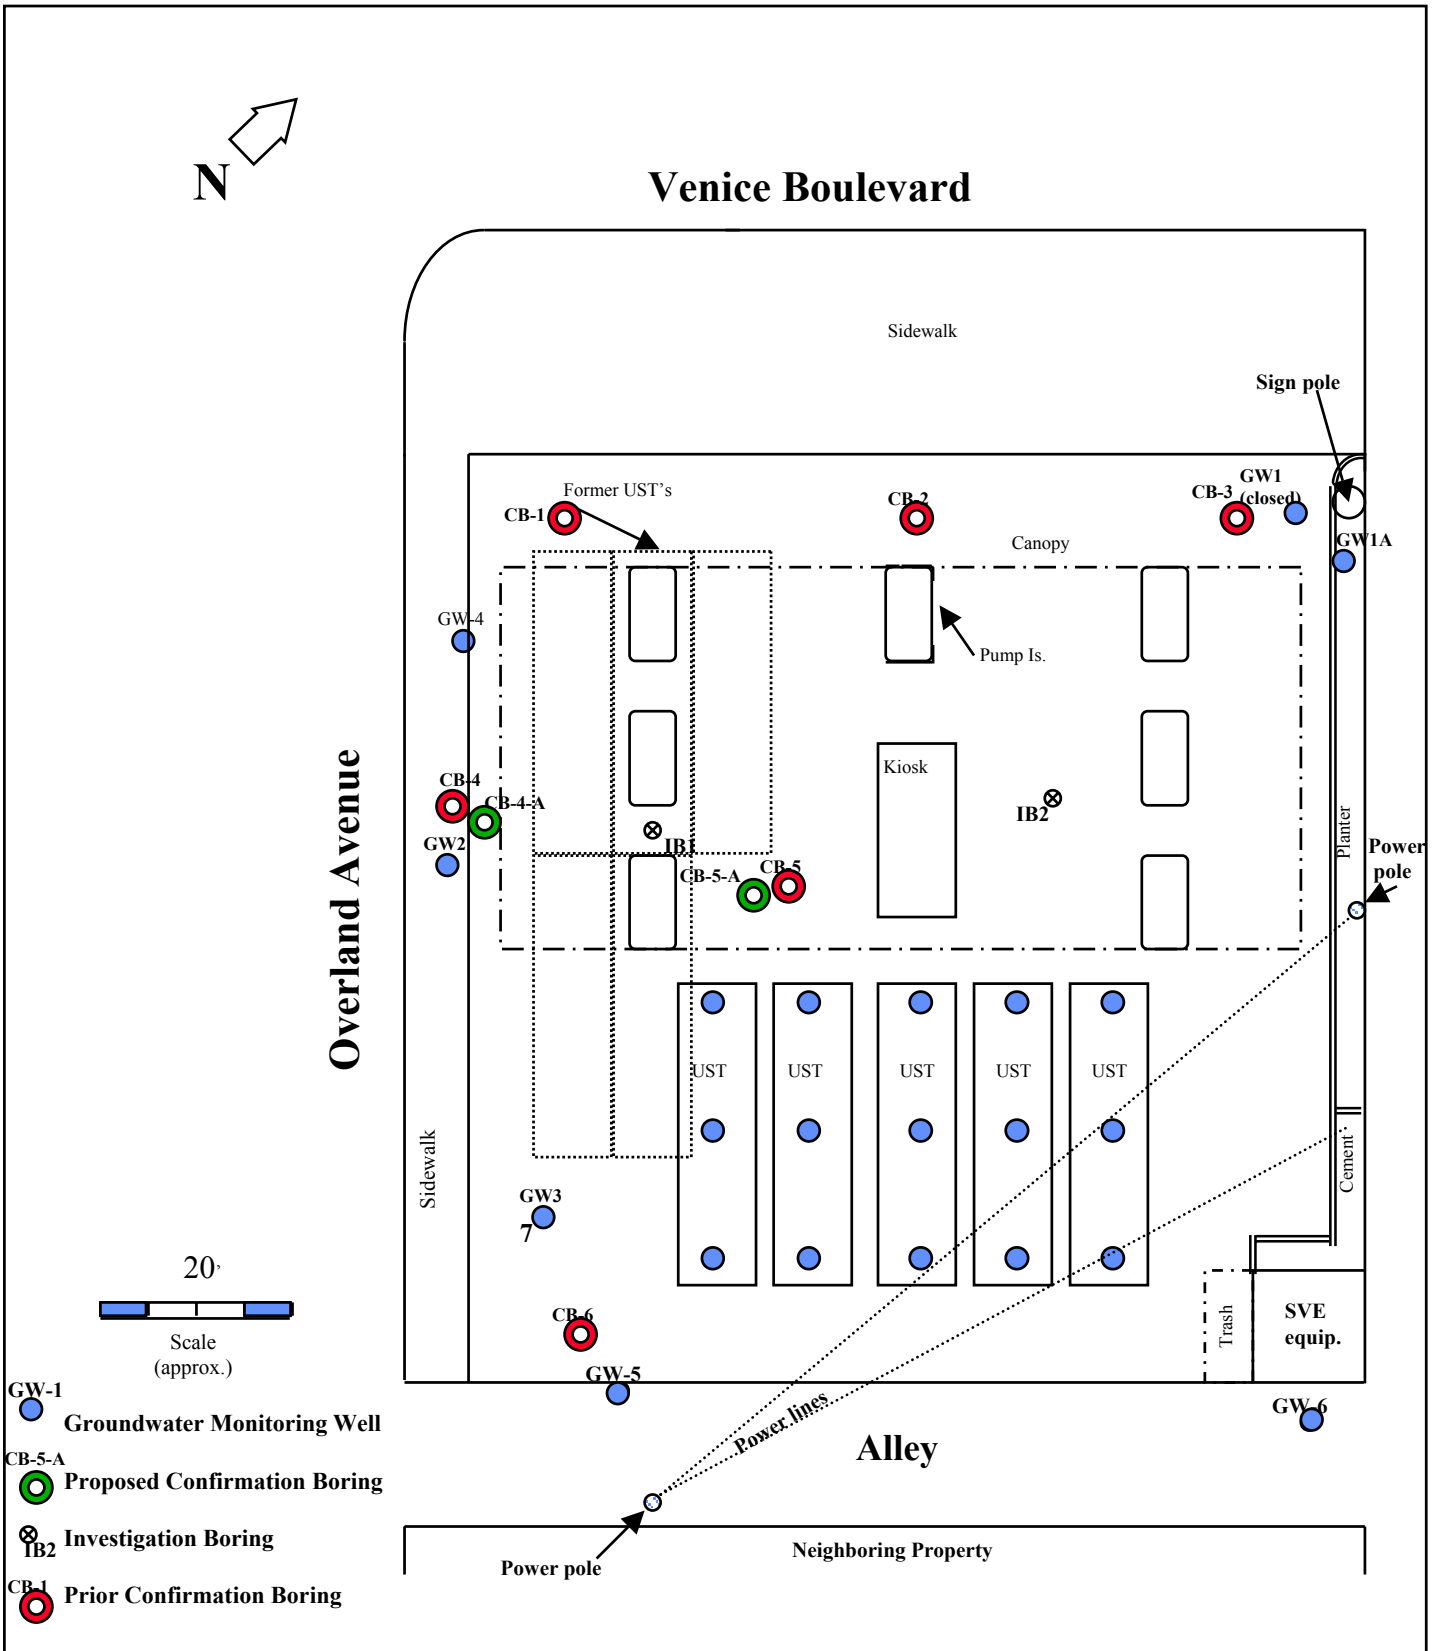 N
Venice Boulevard
Sidewalk
Sign pole
Former UST's
CB-1
CB-2
CB-3
GW1
(closed)
GW1A
Canopy
GW-4
Pump Is.
Overland Avenue
CB-4
CB-4-A
GW2
Kiosk
IB1
IB2
CB-5-A
CB-5
Planter
Power
pole
UST
UST
UST
UST
UST
Sidewalk
Cement
GW3
7
20'
Scale
(approx.)
CB-6
Trash
SVE
equip.
GW-5
GW-6
Power lines
Alley
GW-1
Groundwater Monitoring Well
CB-5-A
Proposed Confirmation Boring
IB2
Investigation Boring
CB-1
Prior Confirmation Boring
Power pole
Neighboring Property